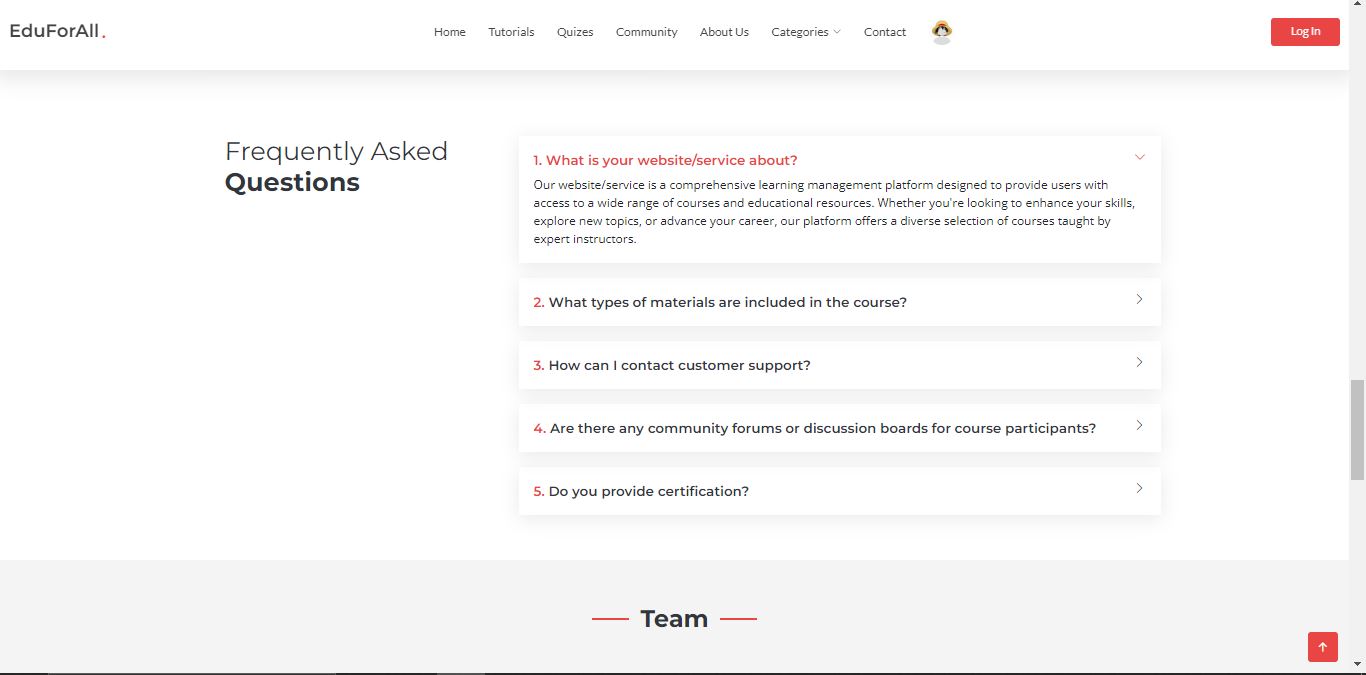 EduForAll.
Home Tutorials Quizes Community About Us Categories Contact
Log In
Frequently Asked
Questions
1. What is your website/service about?
Our website/service is a comprehensive learning management platform designed to provide users with
access to a wide range of courses and educational resources. Whether you're looking to enhance your skills,
explore new topics, or advance your career, our platform offers a diverse selection of courses taught by
expert instructors.
2. What types of materials are included in the course?
3. How can I contact customer support?
4. Are there any community forums or discussion boards for course participants?
5. Do you provide certification?
Team